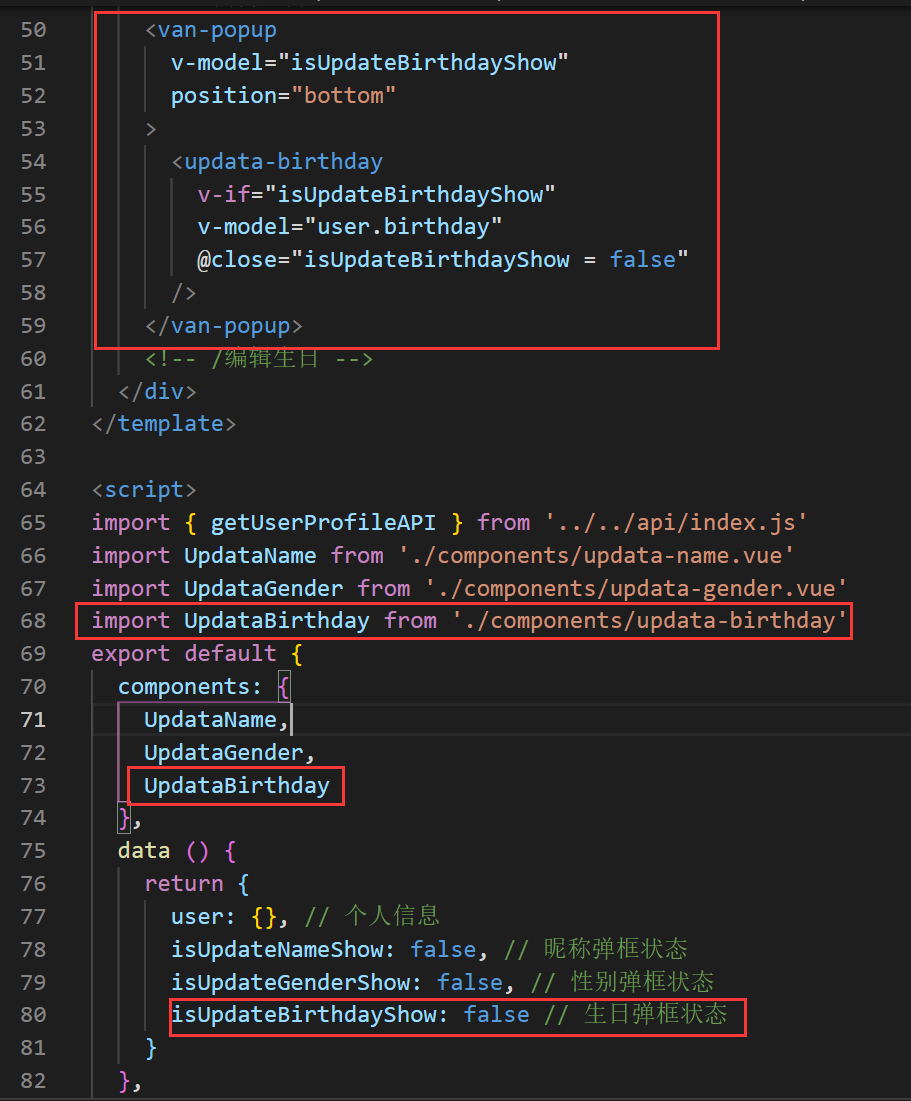 50 <van-popup
51 v-model="isUpdateBirthdayShow"
52 position="bottom"
53 >
54 <updata-birthday
55 v-if="isUpdateBirthdayShow"
56 v-model="user.birthday"
57 @close="isUpdateBirthdayShow = false"
58 />
59 </van-popup>
60 <!-- /编辑生日 -->
61 </div>
62 </template>
63
64 <script>
65 import { getUserProfileAPI } from '../../api/index.js'
66 import UpdataName from './components/updata-name.vue'
67 import UpdataGender from './components/updata-gender.vue'
68 import UpdataBirthday from './components/updata-birthday'
69 export default {
70 components: {
71 UpdataName,
72 UpdataGender,
73 UpdataBirthday
74 },
75 data () {
76 return {
77 user: {}, // 个人信息
78 isUpdateNameShow: false, // 昵称弹框状态
79 isUpdateGenderShow: false, // 性别弹框状态
80 isUpdateBirthdayShow: false // 生日弹框状态
81 }
82 },